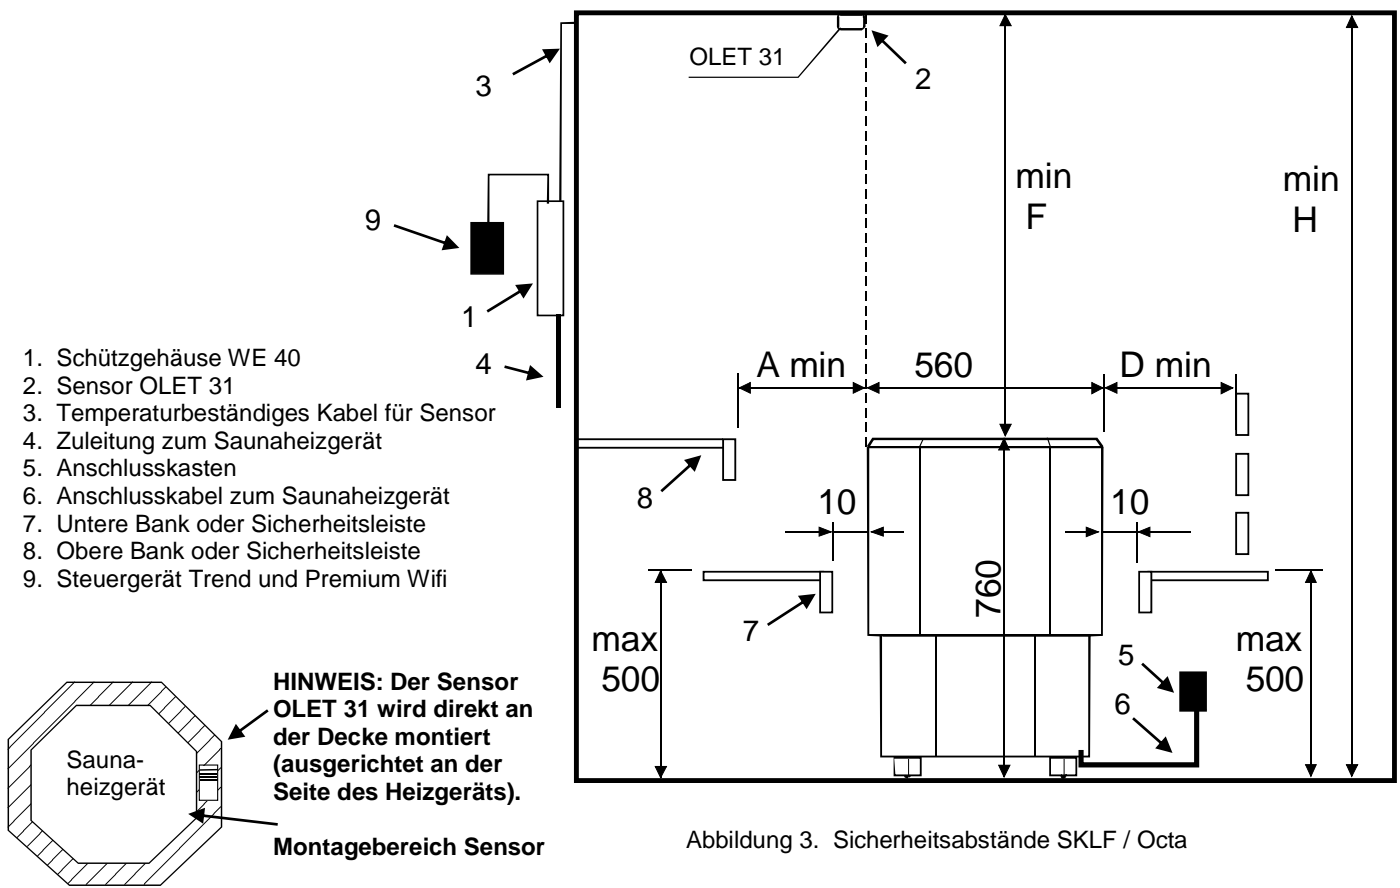 OLET 31
2
3
min
F
min
H
9
1
4
A min
560
D min
8
10
10
760
7
max
500
max
500
5
6
1. Schützgehäuse WE 40
2. Sensor OLET 31
3. Temperaturbeständiges Kabel für Sensor
4. Zuleitung zum Saunaheizgerät
5. Anschlusskasten
6. Anschlusskabel zum Saunaheizgerät
7. Untere Bank oder Sicherheitsleiste
8. Obere Bank oder Sicherheitsleiste
9. Steuergerät Trend und Premium Wifi
Sauna-
heizgerät
HINWEIS: Der Sensor
OLET 31 wird direkt an
der Decke montiert
(ausgerichtet an der
Seite des Heizgeräts).
Montagebereich Sensor
Abbildung 3. Sicherheitsabstände SKLF / Octa